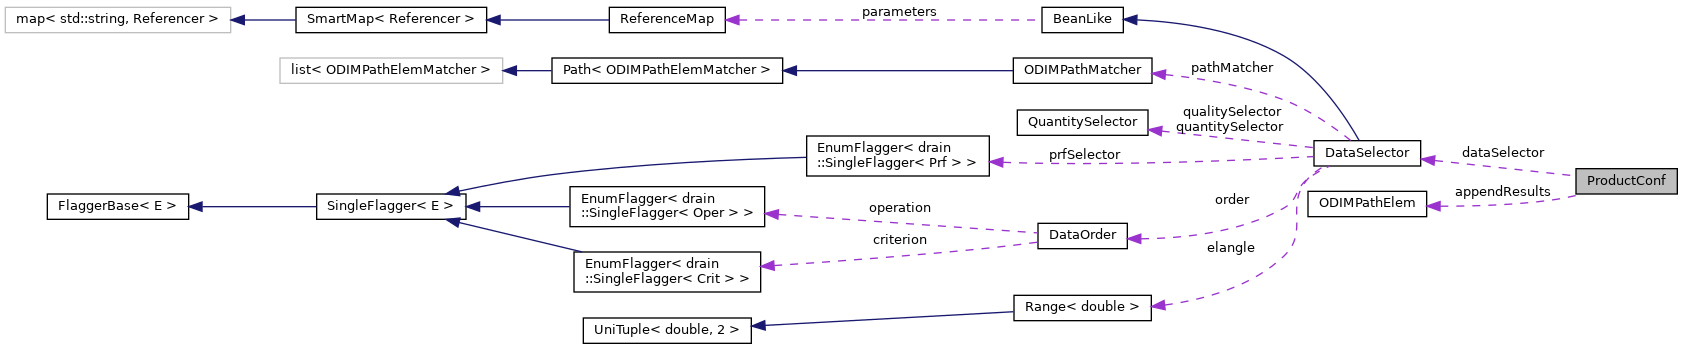 map< std::string, Referencer >
SmartMap< Referencer >
ReferenceMap
parameters
BeanLike
list< ODIMPathElemMatcher >
Path< ODIMPathElemMatcher >
ODIMPathMatcher
pathMatcher
QuantitySelector
qualitySelector
quantitySelector
EnumFlagger< drain
::SingleFlagger< Prf > >
prfSelector
DataSelector
dataSelector
ProductConf
appendResults
ODIMPathElem
FlaggerBase< E >
SingleFlagger< E >
EnumFlagger< drain
::SingleFlagger< Oper > >
operation
order
DataOrder
criterion
elangle
EnumFlagger< drain
::SingleFlagger< Crit > >
Range< double >
UniTuple< double, 2 >